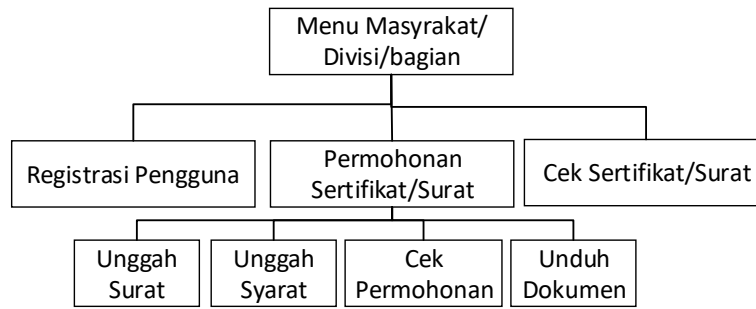 Menu Masyrakat/
Divisi/bagian
Registrasi Pengguna
Permohonan
Sertifikat/Surat
Cek Sertifikat/Surat
Unggah
Surat
Unggah
Syarat
Cek
Permohonan
Unduh
Dokumen